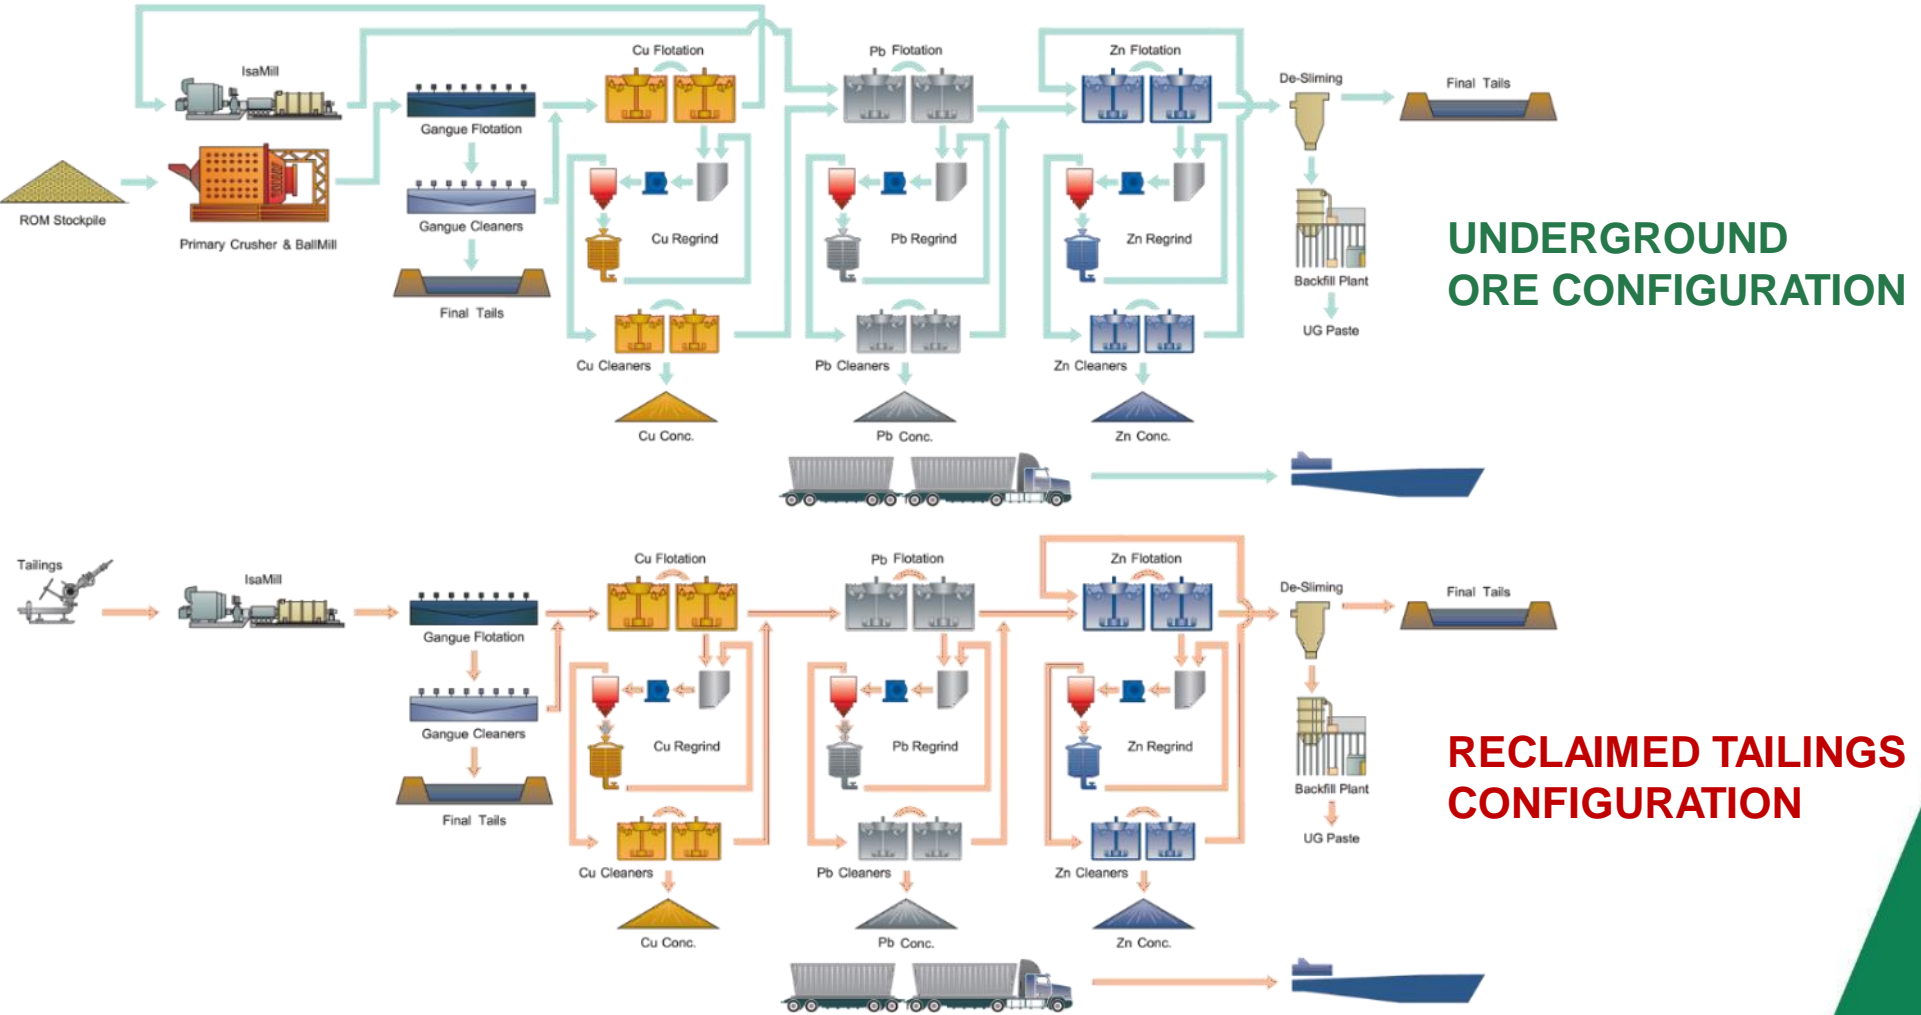 Cu Flotation
Pb Flotation
Zn Flotation
IsaMill
De-Sliming
Final Tails
Gangue Flotation
ROM Stockpile
Gangue Cleaners
Primary Crusher & BallMill
Cu Regrind
Pb Regrind
Zn Regrind
UNDERGROUND
ORE CONFIGURATION
Backfill Plant
Final Tails
UG Paste
Cu Cleaners
Pb Cleaners
Zn Cleaners
Cu Conc.
Pb Conc.
Zn Conc.
Tailings
Cu Flotation
Pb Flotation
Zn Flotation
IsaMill
De-Sliming
Final Tails
Gangue Flotation
Gangue Cleaners
Cu Regrind
Pb Regrind
Zn Regrind
RECLAIMED TAILINGS
CONFIGURATION
Backfill Plant
Final Tails
UG Paste
Cu Cleaners
Pb Cleaners
Zn Cleaners
Cu Conc.
Pb Conc.
Zn Conc.